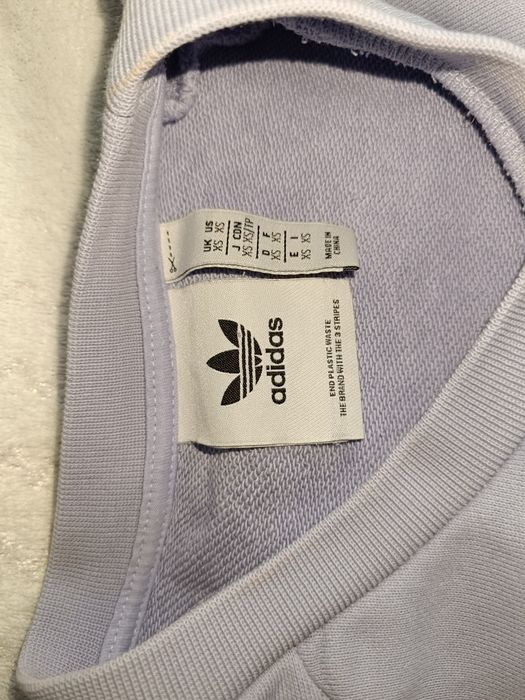 US XS
UK XS
J XS
CDN XS/TP
F XS
D XS
I XS
E XS
MADE IN
CHINA
adidas
END PLASTIC WASTE
THE BRAND WITH THE 3 STRIPES